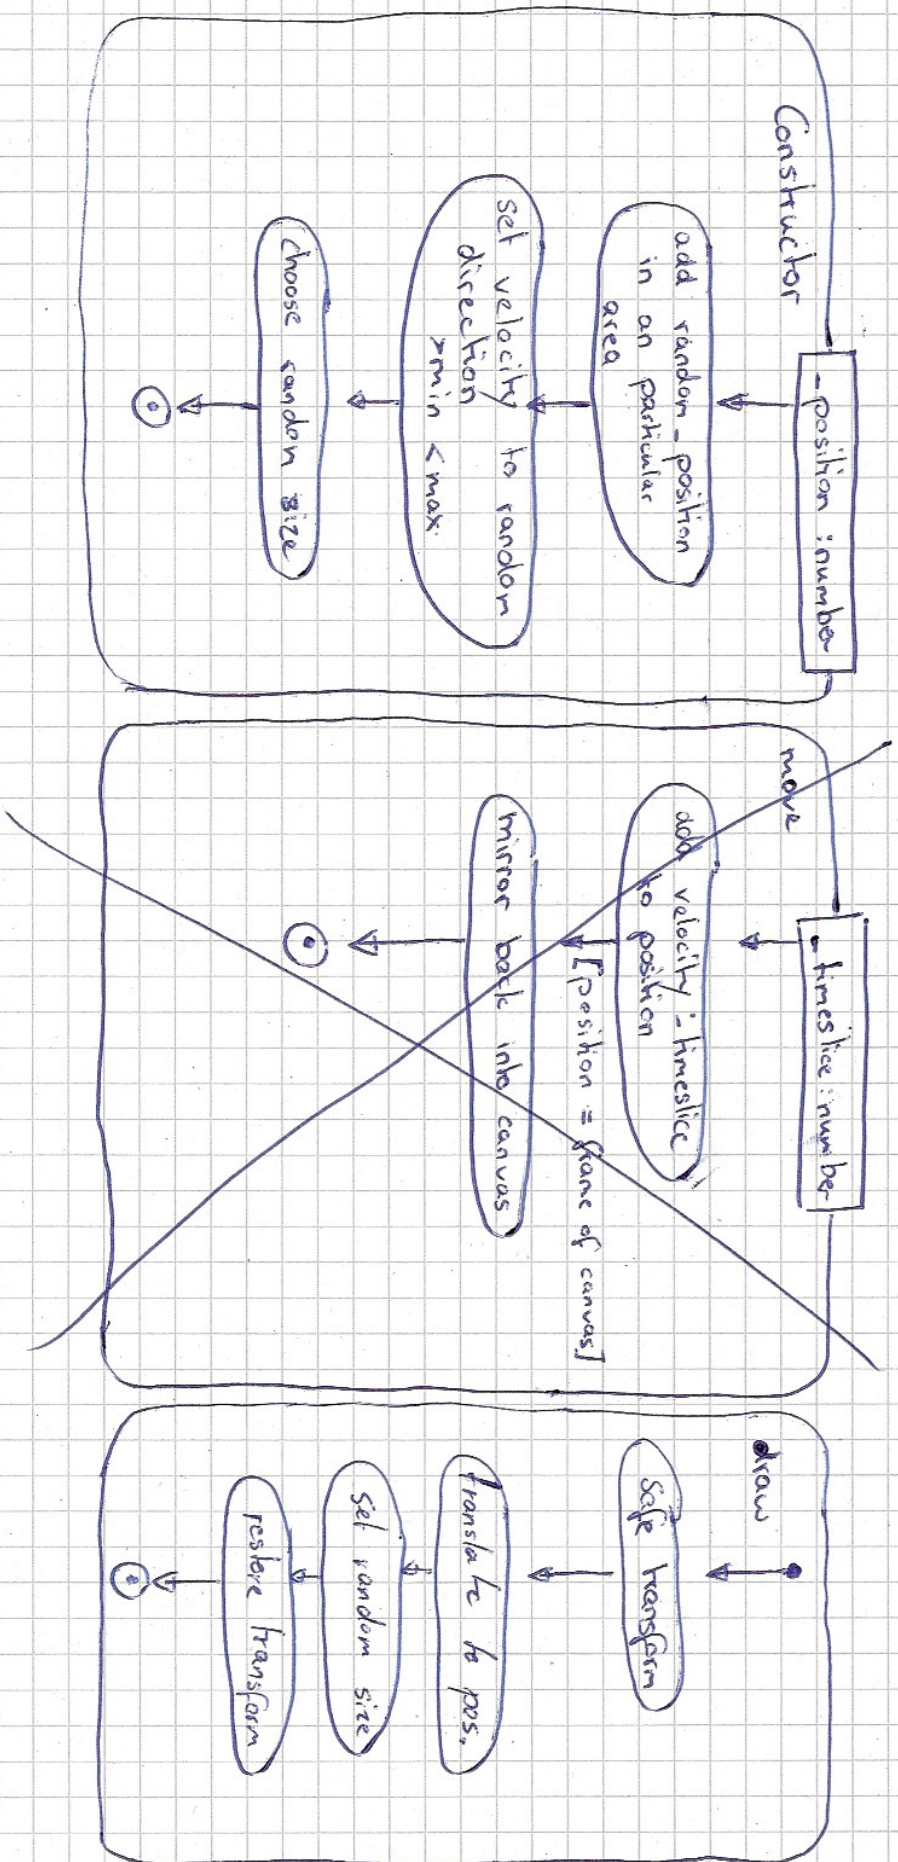 Constructor
-position : number
add random_position
in an particular
area
set velocity to random
direction
>min <max
choose random size
move
-timeslice : number
add velocity-timeslice
to position
[position = frame of canvas]
mirror back into canvas
draw
safe transform
translate to pos.
set random size
restore transform